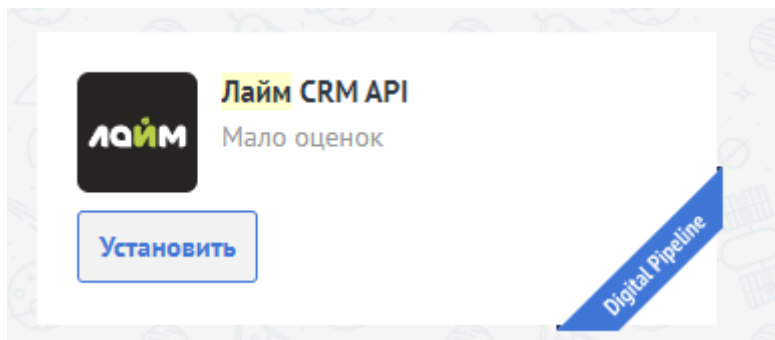 Лайм CRM API
лайм
Мало оценок
Установить
Digital Pipeline